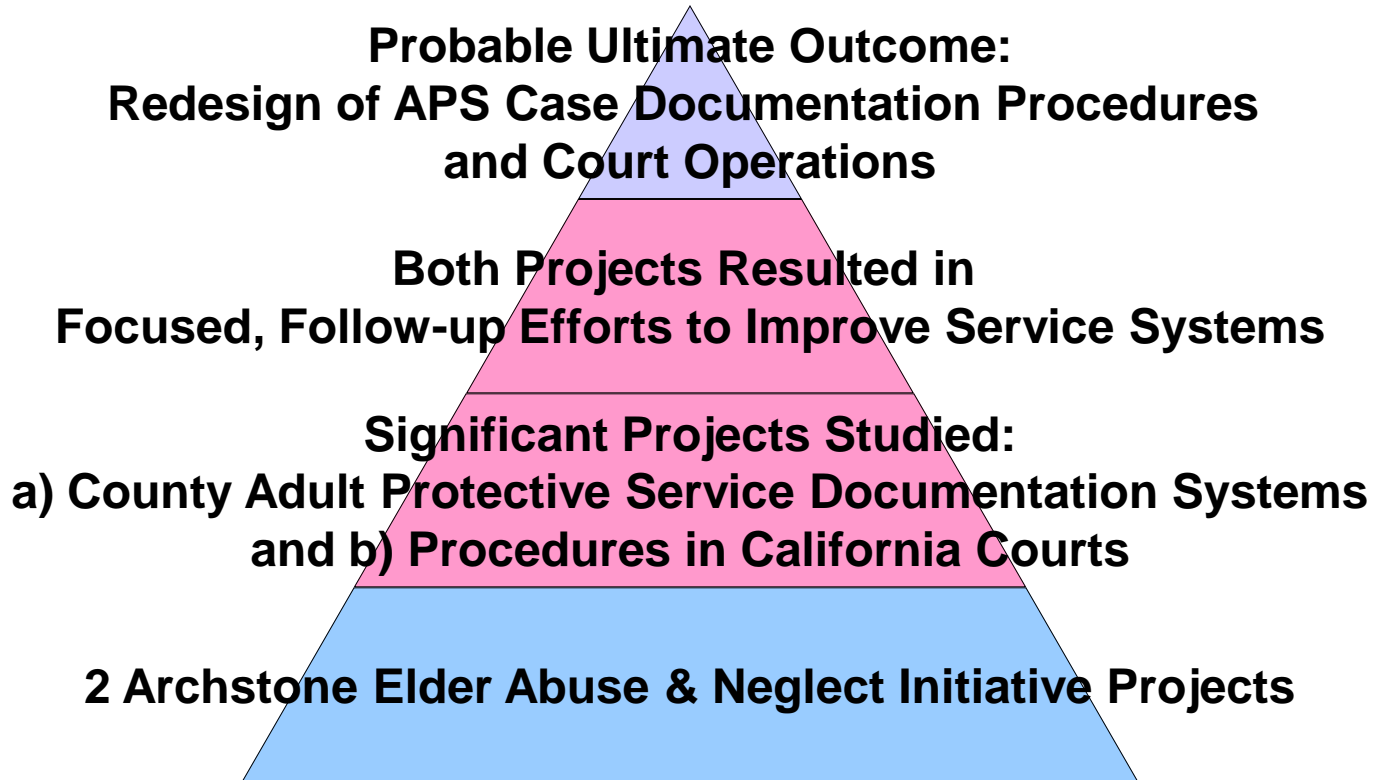 Probable Ultimate Outcome:
Redesign of APS Case Documentation Procedures
and Court Operations
Both Projects Resulted in
Focused, Follow-up Efforts to Improve Service Systems
Significant Projects Studied:
a) County Adult Protective Service Documentation Systems
and b) Procedures in California Courts
2 Archstone Elder Abuse & Neglect Initiative Projects